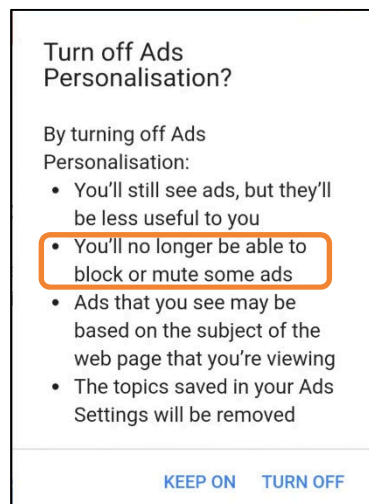 Turn off Ads
Personalisation?
By turning off Ads
Personalisation:
• You'll still see ads, but they'll
be less useful to you
• You'll no longer be able to
block or mute some ads
• Ads that you see may be
based on the subject of the
web page that you're viewing
• The topics saved in your Ads
Settings will be removed
KEEP ON TURN OFF